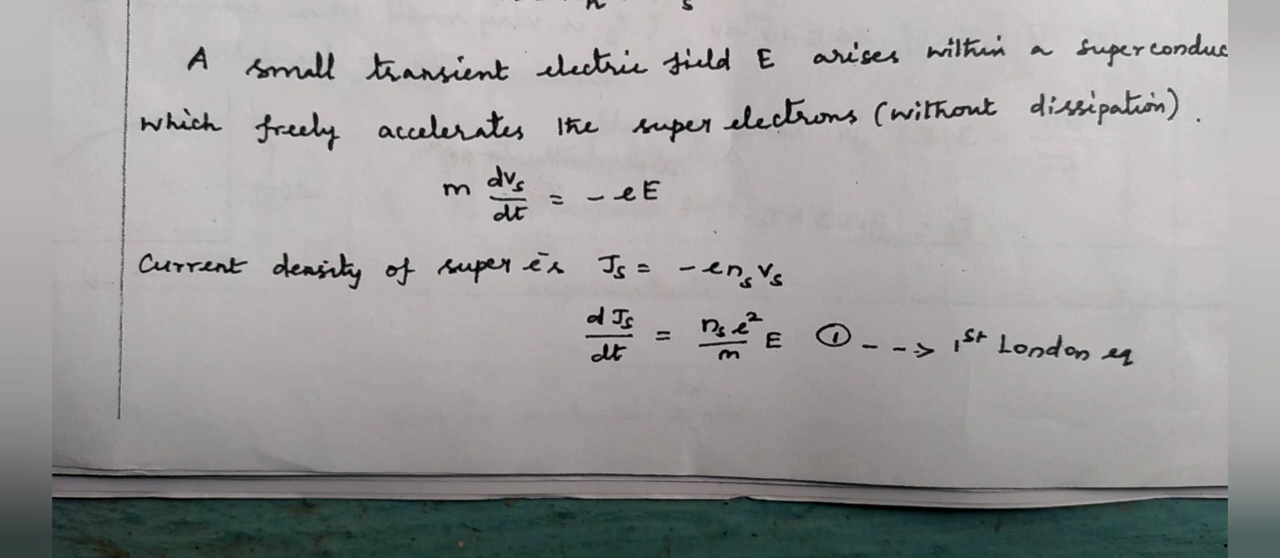 A small transient electric field E arises within a superconduc
which freely accelerates the super electrons (without dissipation).
m dvs/dt = -eE
Current density of super e⁻s Js = -ensvs
dJs/dt = nse²/m E ① --> 1st London eq